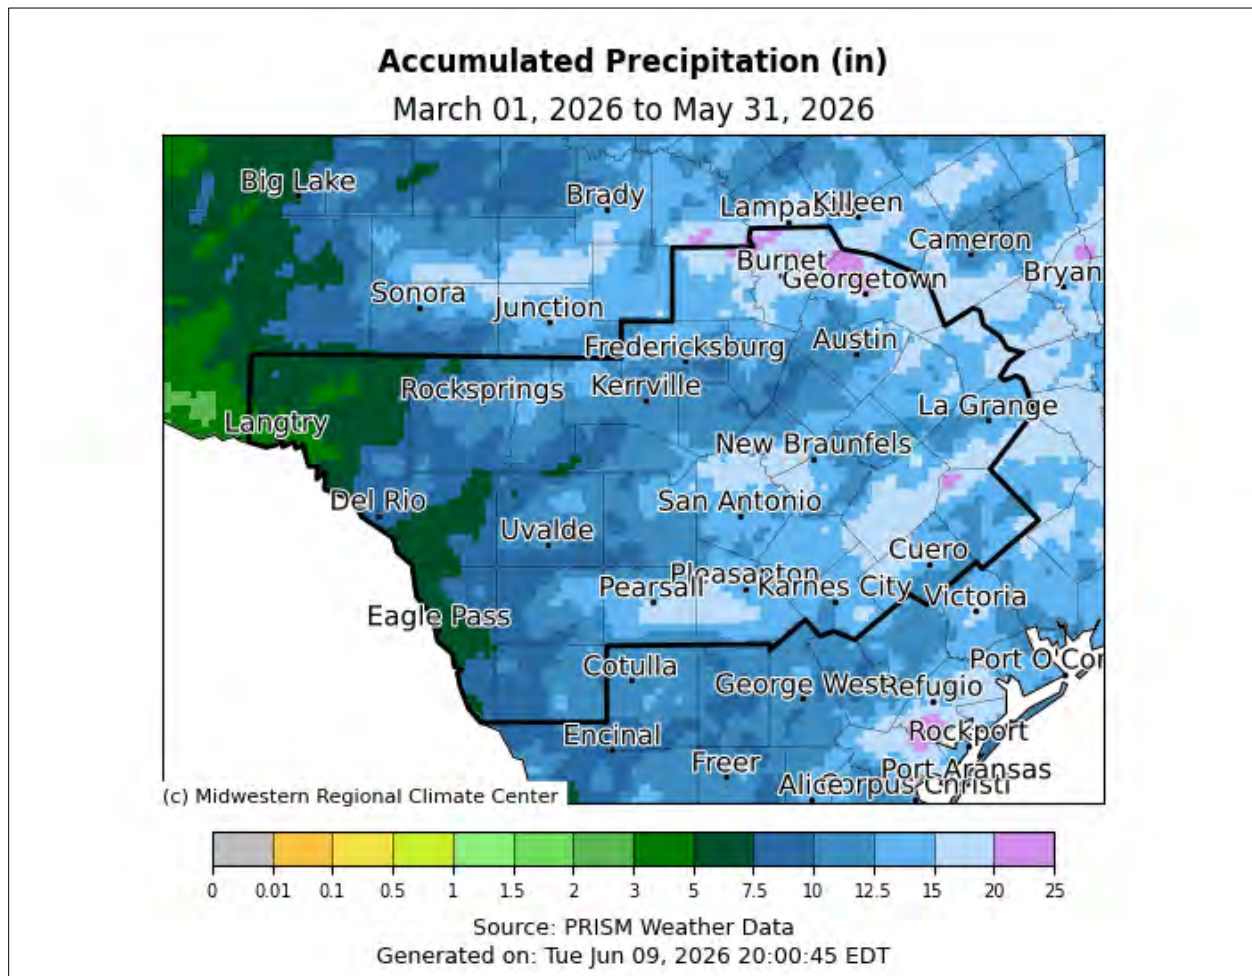 Accumulated Precipitation (in)
March 01, 2026 to May 31, 2026
Big Lake
Brady
Lampasas
Killeen
Cameron
Burnet
Bryan
Georgetown
Sonora
Junction
Fredericksburg
Austin
Rocksprings
Kerrville
Langtry
La Grange
New Braunfels
Del Rio
San Antonio
Uvalde
Cuero
Pleasanton
Pearsall
Karnes City
Victoria
Eagle Pass
Cotulla
Port O'Cor
George West
Refugio
Encinal
Rockport
Freer
Port Aransas
Alice
Corpus Christi
(c) Midwestern Regional Climate Center
0 0.01 0.1 0.5 1 1.5 2 3 5 7.5 10 12.5 15 20 25
Source: PRISM Weather Data
Generated on: Tue Jun 09, 2026 20:00:45 EDT